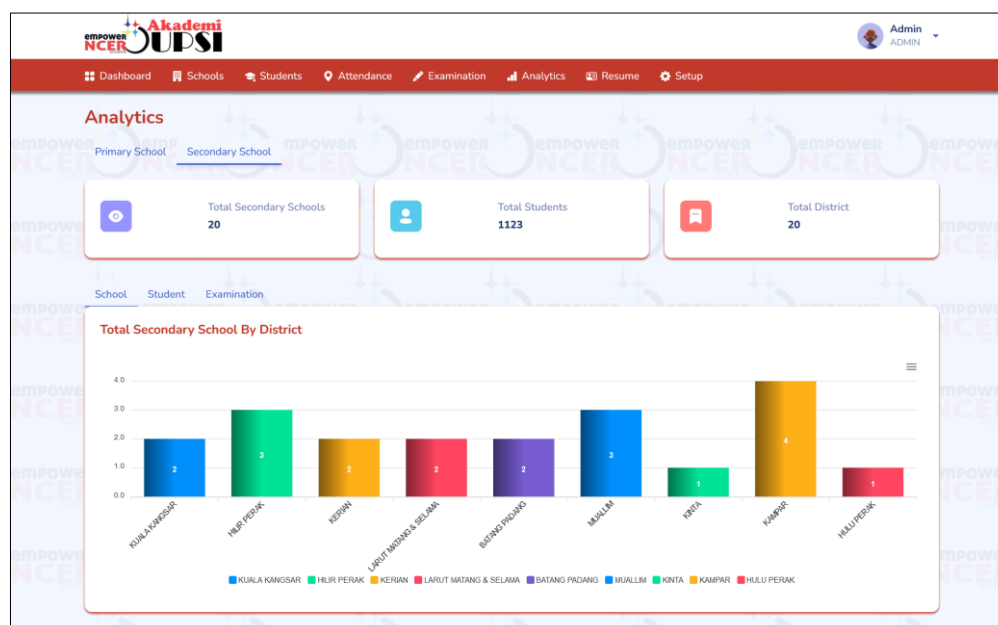 empower Akademi
NCER UPSI
Admin
ADMIN
Dashboard Schools Students Attendance Examination Analytics Resume Setup
Analytics
Primary School Secondary School
Total Secondary Schools
20
Total Students
1123
Total District
20
School Student Examination
Total Secondary School By District
4.0
3.0
2.0
1.0
0.0
2 3 2 2 2 3 1 4 1
KUALA KANGSAR HILIR PERAK KERIAN LARUT MATANG & SELAMA BATANG PADANG MUALLIM KINTA KAMPAR HULU PERAK
KUALA KANGSAR HILIR PERAK KERIAN LARUT MATANG & SELAMA BATANG PADANG MUALLIM KINTA KAMPAR HULU PERAK